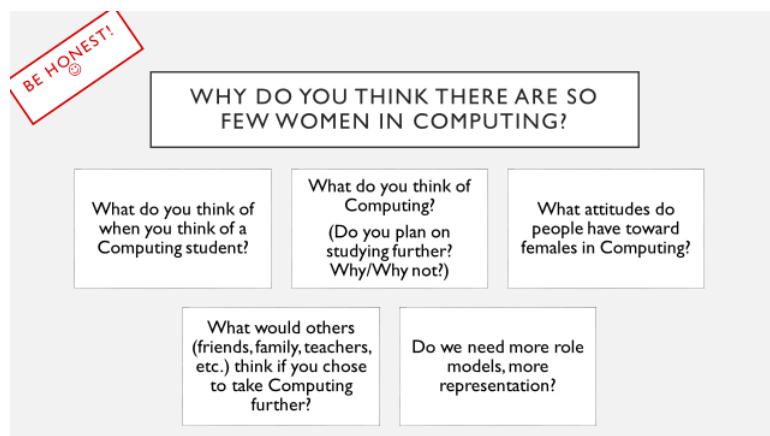 BE HONEST!
☺
WHY DO YOU THINK THERE ARE SO
FEW WOMEN IN COMPUTING?
What do you think of
when you think of a
Computing student?
What do you think of
Computing?
(Do you plan on
studying further?
Why/Why not?)
What attitudes do
people have toward
females in Computing?
What would others
(friends, family, teachers,
etc.) think if you chose
to take Computing
further?
Do we need more role
models, more
representation?